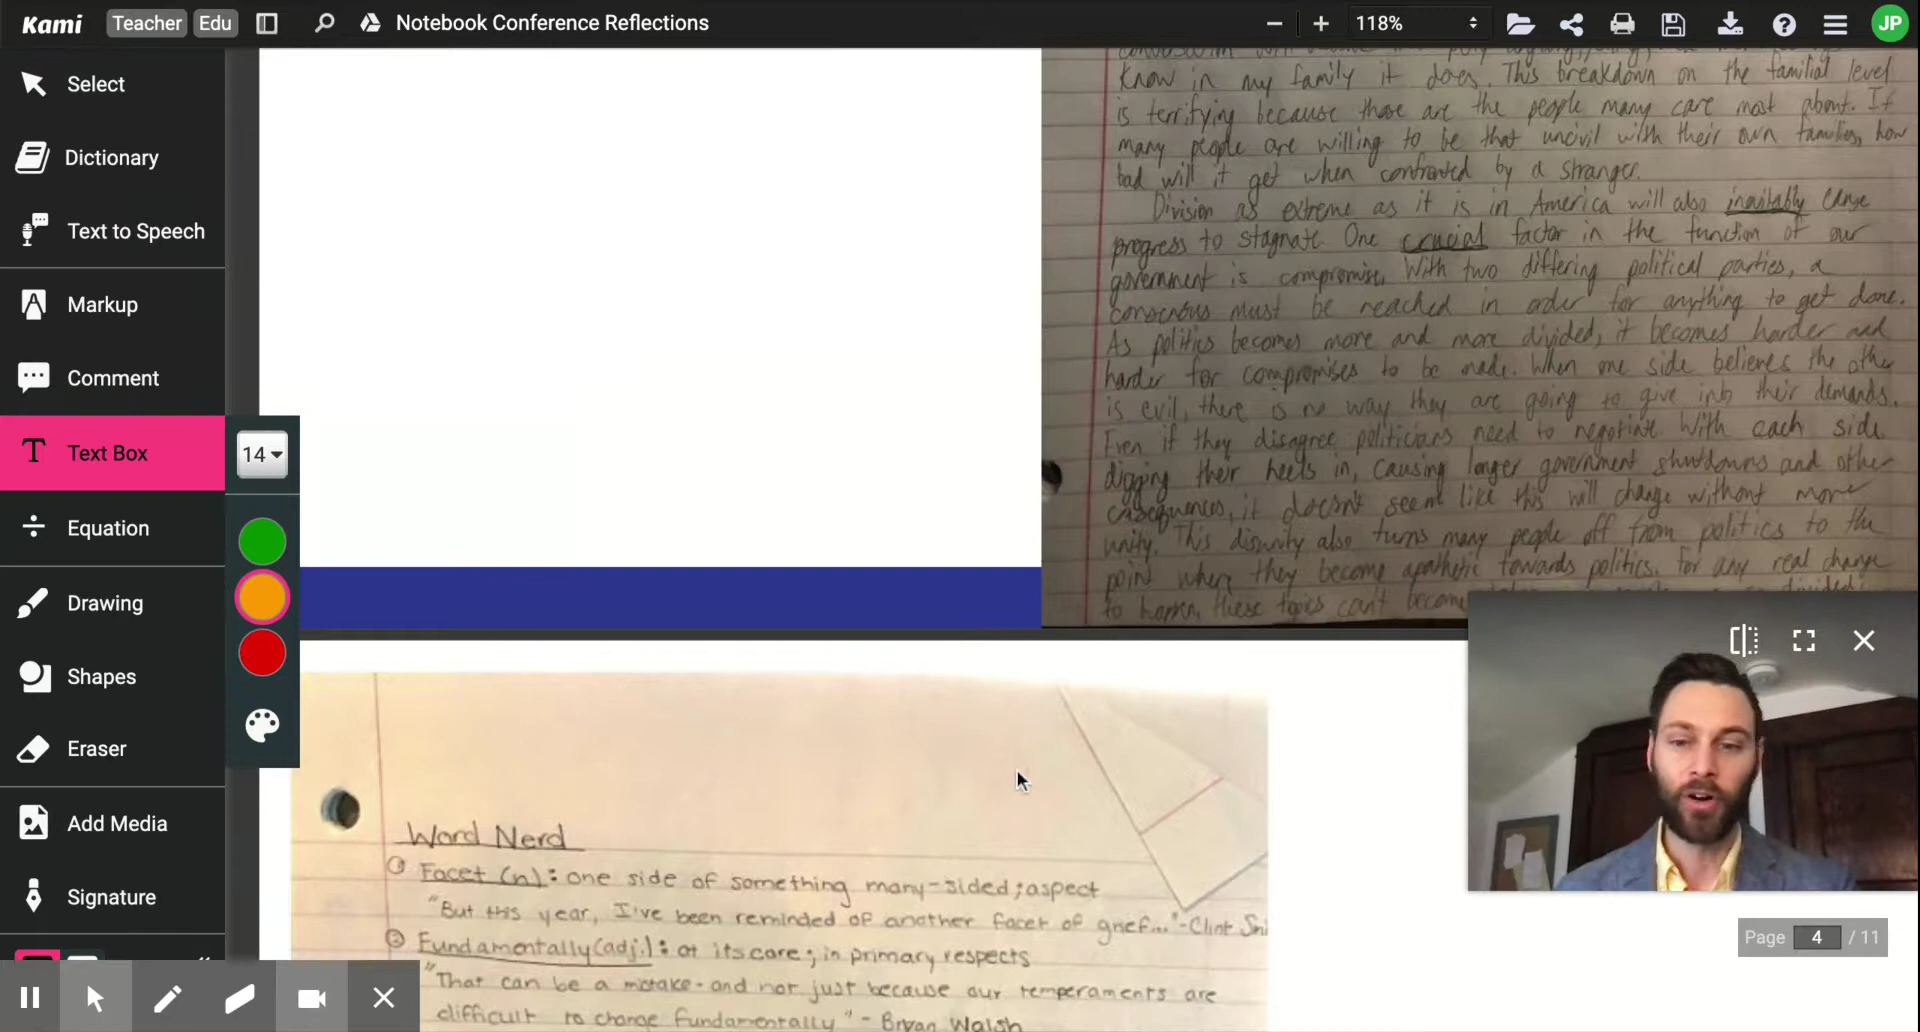 Kami Teacher Edu Notebook Conference Reflections 118% JP
Select
Dictionary
Text to Speech
Markup
Comment
Text Box
14
Equation
Drawing
Shapes
Eraser
Add Media
Signature
know in my family it does. This breakdown on the familial level
is terrifying because those are the people many care most about. If
many people are willing to be that uncivil with their own families, how
bad will it get when confronted by a stranger.
Division as extreme as it is in America will also inevitably cause
progress to stagnate. One crucial factor in the function of our
government is compromise. With two differing political parties, a
must be reached in order for anything to get done.
As politics becomes more and more divided, it becomes harder and
harder for compromises to be made. When one side believes the other
is evil, there is no way they are going to give into their demands.
Even if they disagree politicians need to negotiate. With each side
digging their heels in, causing longer government shutdowns and other
it doesn't seem like this will change without more
unity. This disunity also turns many people off from politics to the
point where they become apathetic towards politics. For any real change
to happen, these topics can't become
Word Nerd
① Facet (n): one side of something many-sided; aspect
"But this year, I've been reminded of another facet of grief..." - Clint Smi
② Fundamentally (adj.): at its core; in primary respects
"That can be a mistake - and not just because our temperaments are
difficult to change fundamentally" - Bryan Walsh
Page 4 / 11